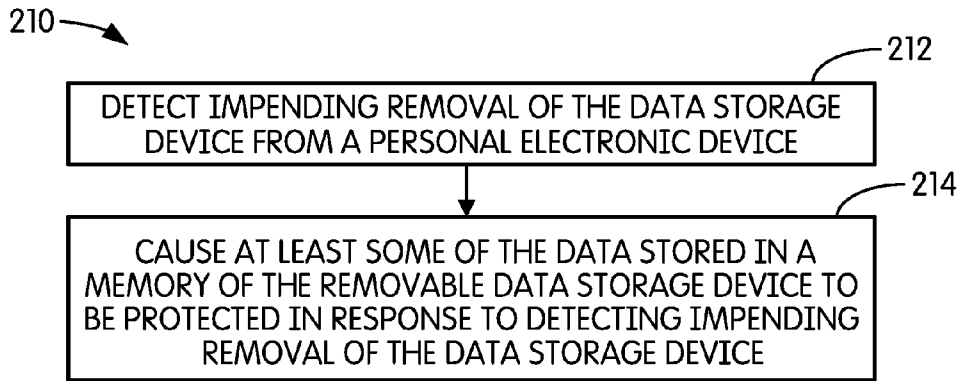 210
212
DETECT IMPENDING REMOVAL OF THE DATA STORAGE
DEVICE FROM A PERSONAL ELECTRONIC DEVICE
214
CAUSE AT LEAST SOME OF THE DATA STORED IN A
MEMORY OF THE REMOVABLE DATA STORAGE DEVICE TO
BE PROTECTED IN RESPONSE TO DETECTING IMPENDING
REMOVAL OF THE DATA STORAGE DEVICE